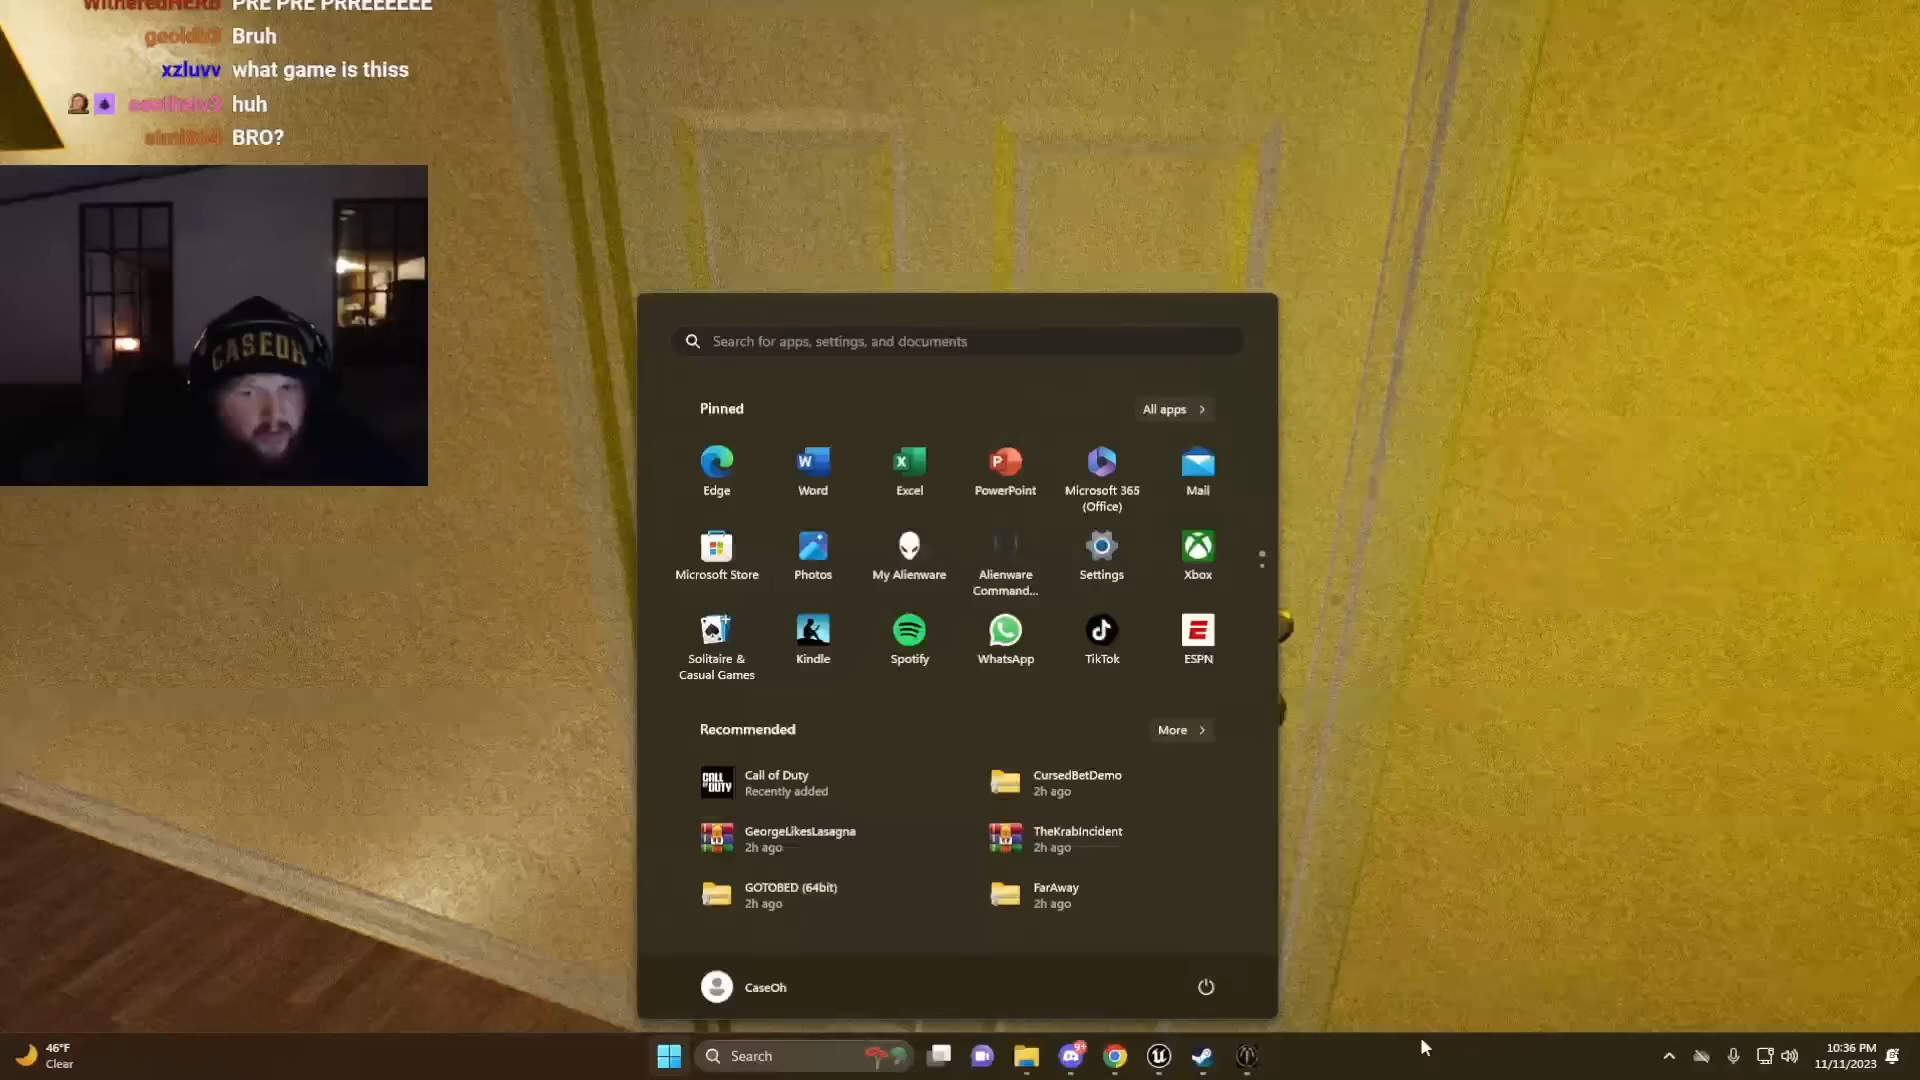 PRE PRE PRREEEEEE
Bruh
xzluvv what game is thiss
huh
BRO?
CASEOH
Search for apps, settings, and documents
Pinned
All apps
Edge
Word
Excel
PowerPoint
Microsoft 365
(Office)
Mail
Microsoft Store
Photos
My Alienware
Alienware
Command...
Settings
Xbox
Solitaire &
Casual Games
Kindle
Spotify
WhatsApp
TikTok
ESPN
Recommended
More
CALL OF DUTY
Call of Duty
Recently added
CursedBetDemo
2h ago
GeorgeLikesLasagna
2h ago
TheKrabIncident
2h ago
GOTOBED (64bit)
2h ago
FarAway
2h ago
CaseOh
46°F
Clear
Search
9+
10:36 PM
11/11/2023